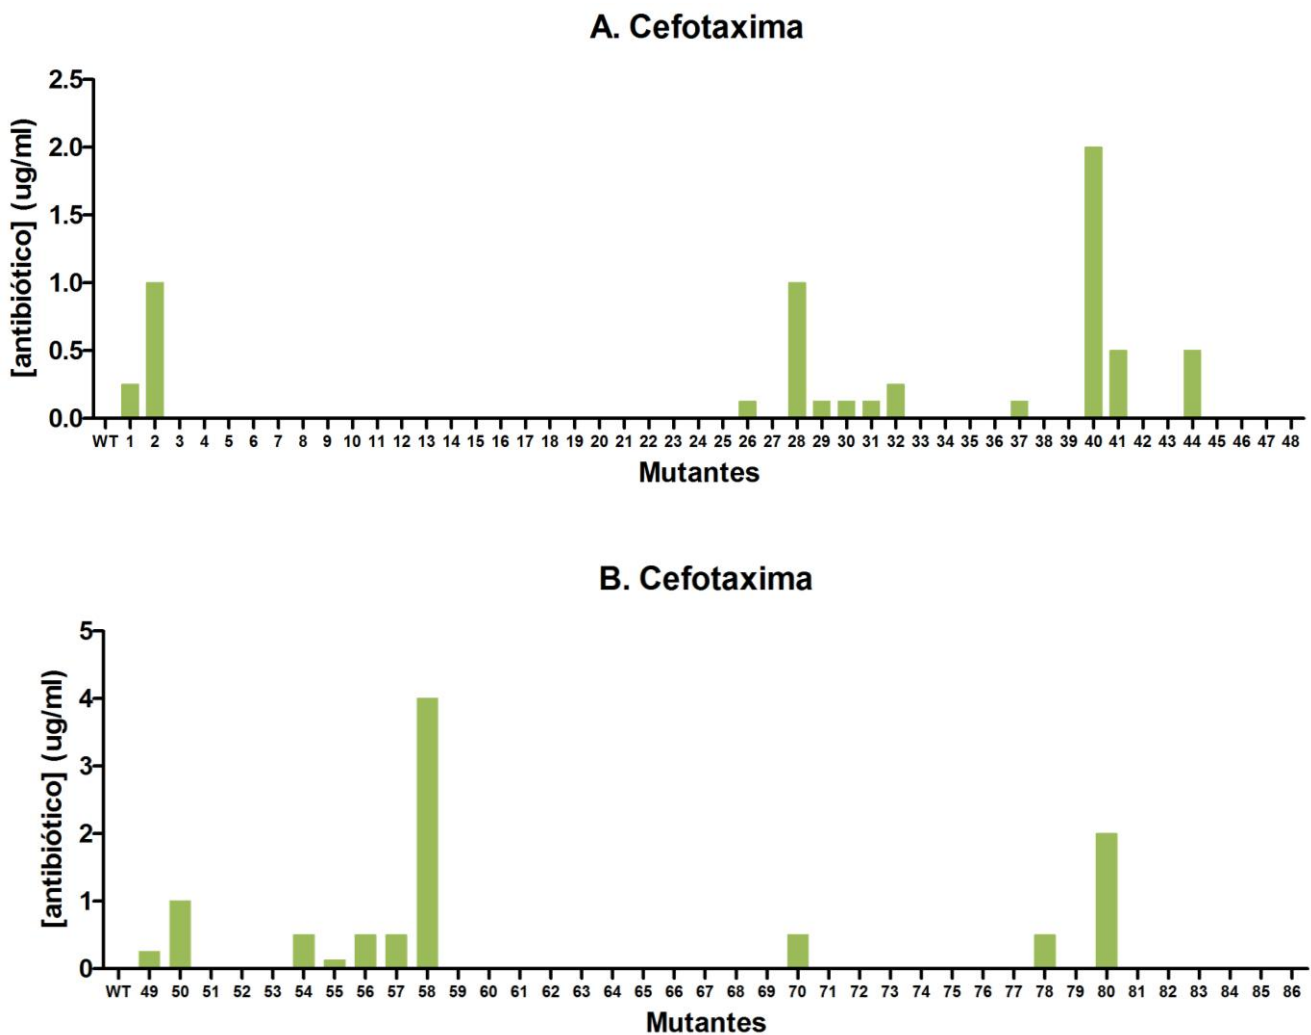 A. Cefotaxima
[antibiótico] (ug/ml)
2.5
2.0
1.5
1.0
0.5
0.0
WT 1 2 3 4 5 6 7 8 9 10 11 12 13 14 15 16 17 18 19 20 21 22 23 24 25 26 27 28 29 30 31 32 33 34 35 36 37 38 39 40 41 42 43 44 45 46 47 48
Mutantes
B. Cefotaxima
[antibiótico] (ug/ml)
5
4
3
2
1
0
WT 49 50 51 52 53 54 55 56 57 58 59 60 61 62 63 64 65 66 67 68 69 70 71 72 73 74 75 76 77 78 79 80 81 82 83 84 85 86
Mutantes